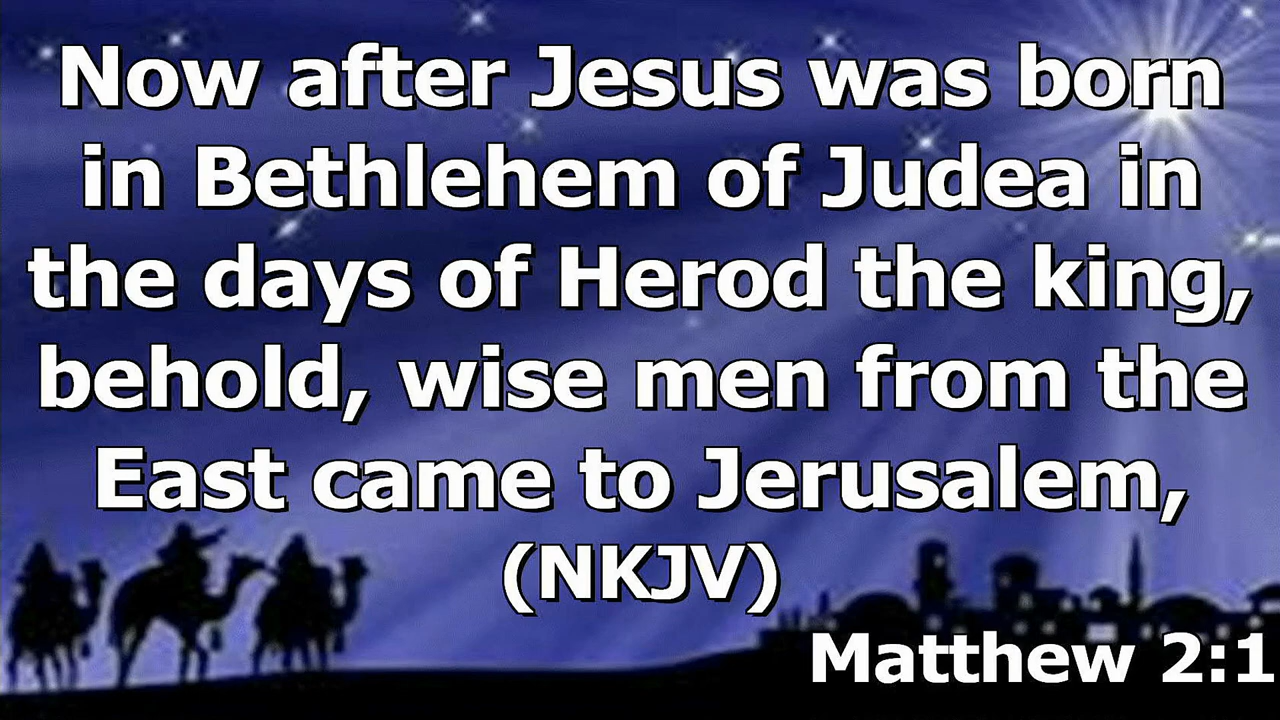 Now after Jesus was born
in Bethlehem of Judea in
the days of Herod the king,
behold, wise men from the
East came to Jerusalem,
(NKJV)
Matthew 2:1